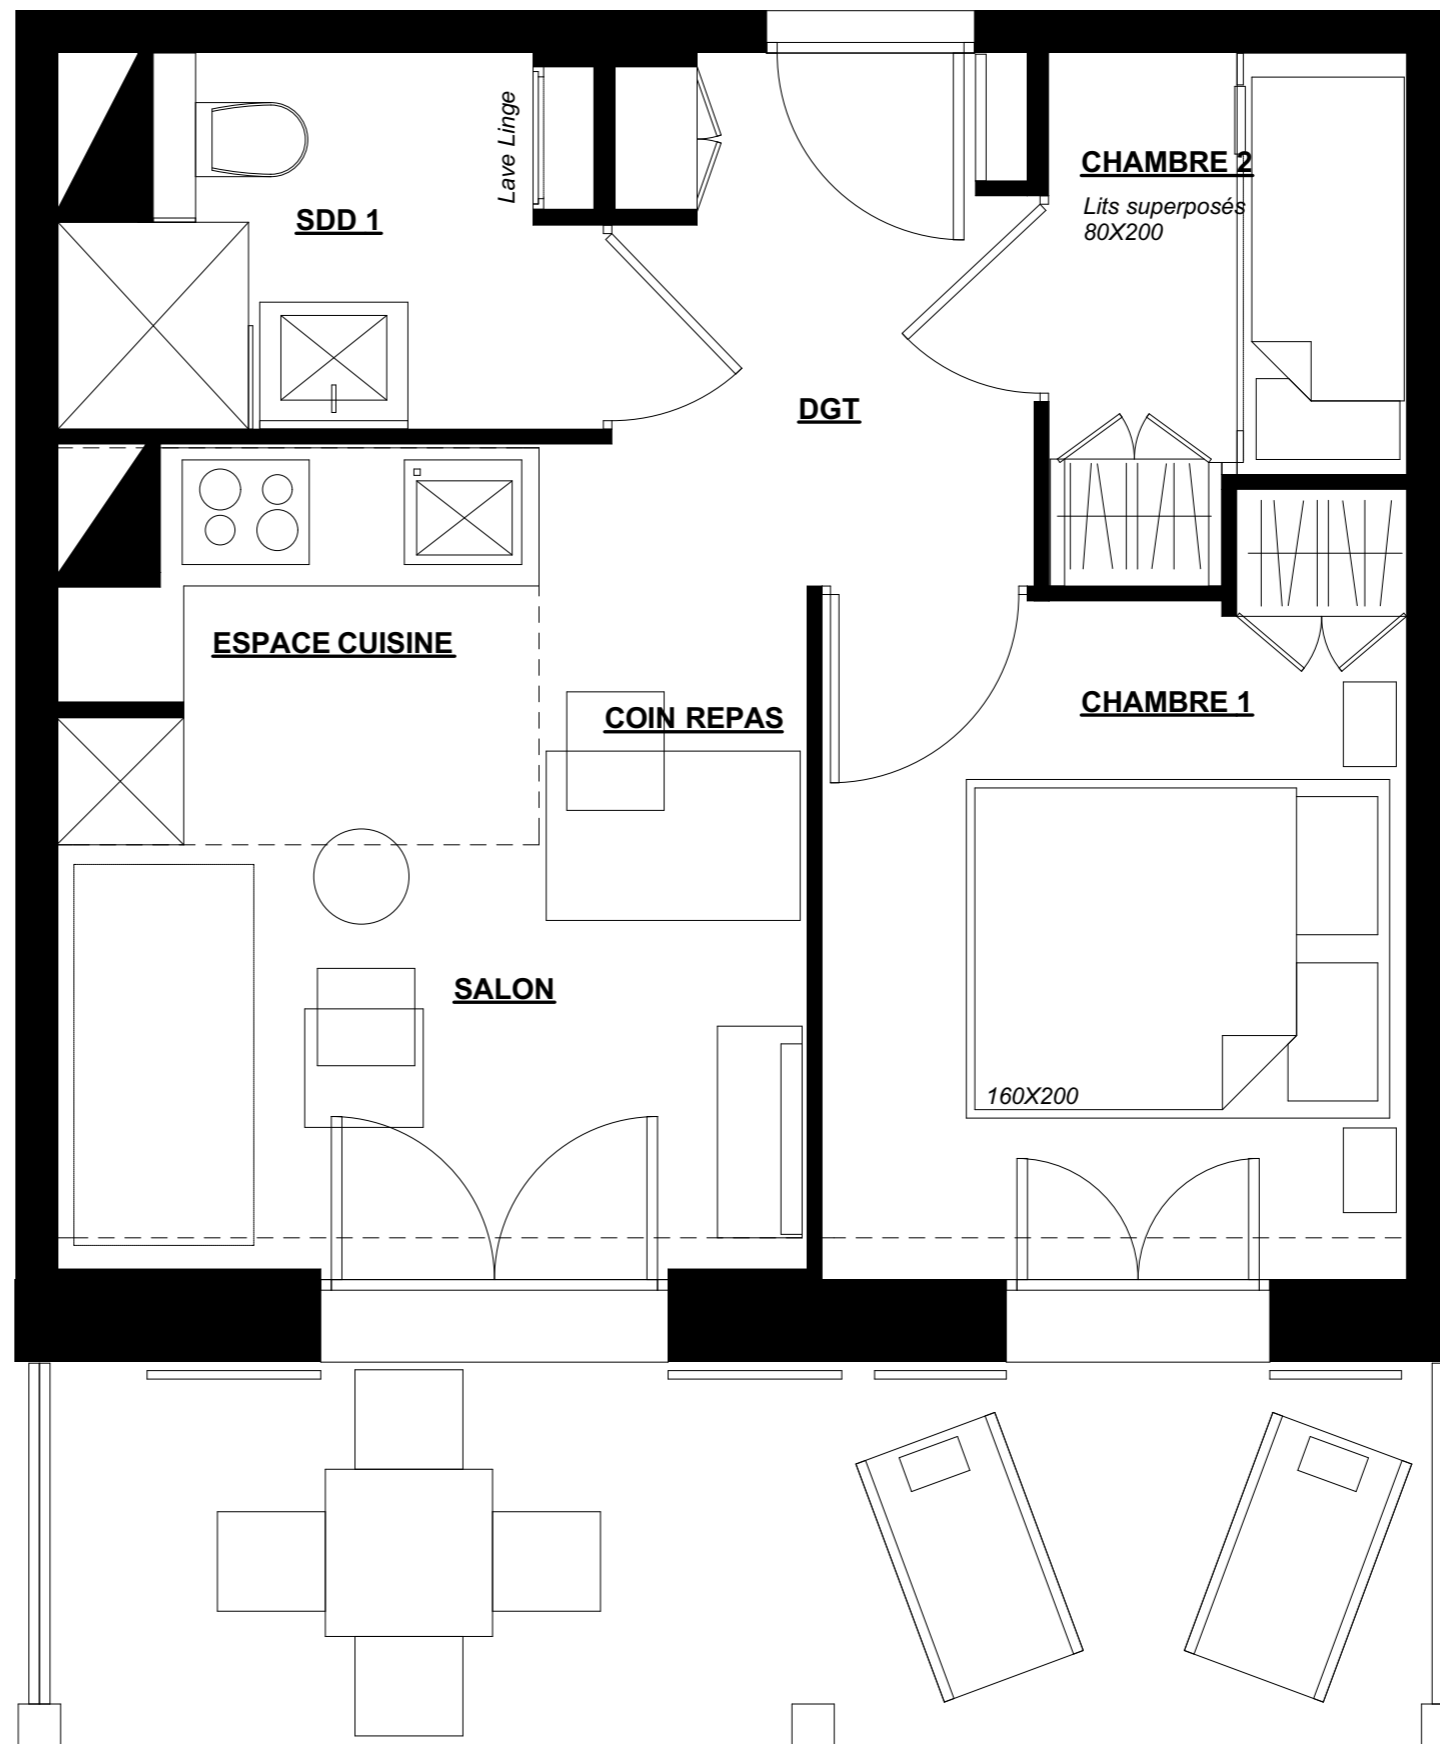 Lave Linge
CHAMBRE 2
Lits superposés
80X200
SDD 1
DGT
ESPACE CUISINE
COIN REPAS
CHAMBRE 1
SALON
160X200